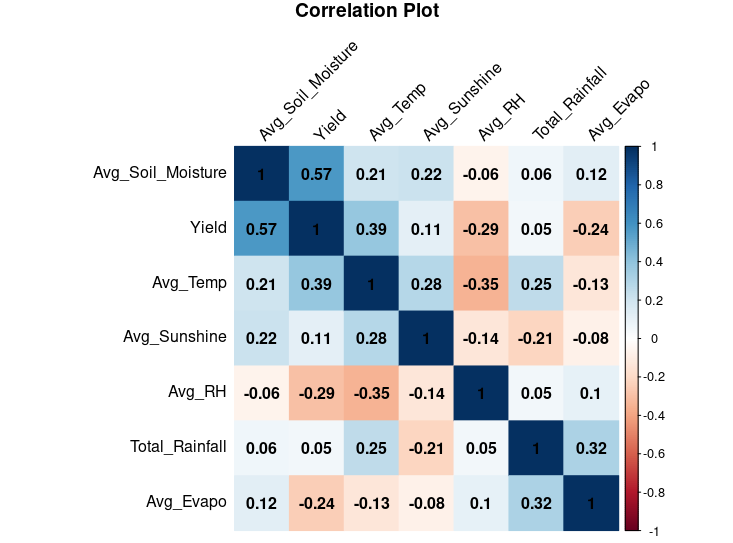 Correlation Plot
Avg_Soil_Moisture Yield Avg_Temp Avg_Sunshine Avg_RH Total_Rainfall Avg_Evapo
Avg_Soil_Moisture 1 0.57 0.21 0.22 -0.06 0.06 0.12
Yield 0.57 1 0.39 0.11 -0.29 0.05 -0.24
Avg_Temp 0.21 0.39 1 0.28 -0.35 0.25 -0.13
Avg_Sunshine 0.22 0.11 0.28 1 -0.14 -0.21 -0.08
Avg_RH -0.06 -0.29 -0.35 -0.14 1 0.05 0.1
Total_Rainfall 0.06 0.05 0.25 -0.21 0.05 1 0.32
Avg_Evapo 0.12 -0.24 -0.13 -0.08 0.1 0.32 1
1
0.8
0.6
0.4
0.2
0
-0.2
-0.4
-0.6
-0.8
-1